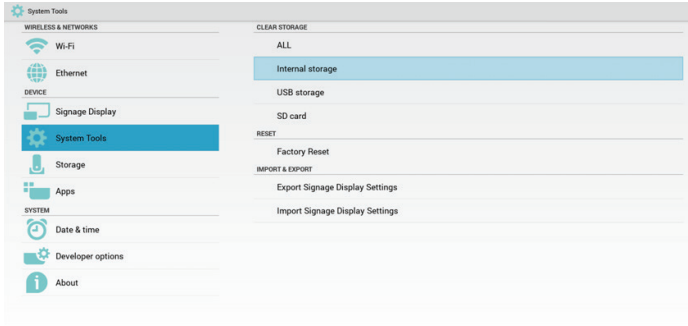 System Tools
WIRELESS & NETWORKS
Wi-Fi
Ethernet
DEVICE
Signage Display
System Tools
Storage
Apps
SYSTEM
Date & time
Developer options
About
CLEAR STORAGE
ALL
Internal storage
USB storage
SD card
RESET
Factory Reset
IMPORT & EXPORT
Export Signage Display Settings
Import Signage Display Settings